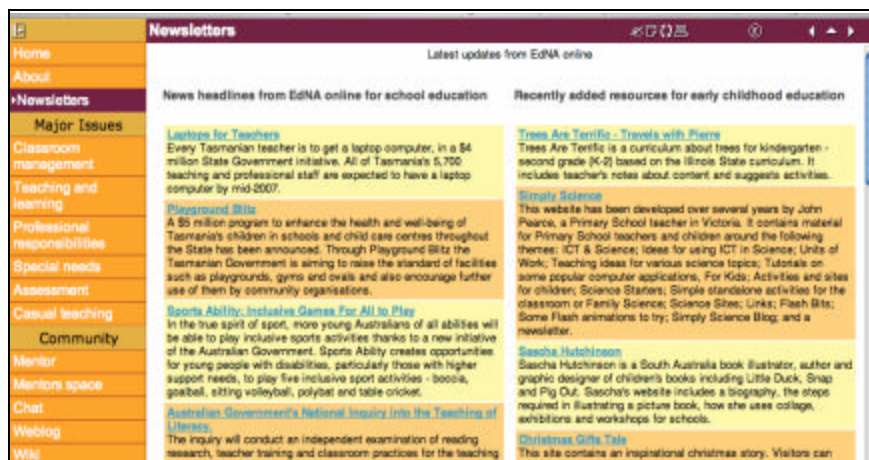 Newsletters
Home
About
Newsletters
Major Issues
Classroom
management
Teaching and
learning
Professional
responsibilities
Special needs
Assessment
Casual teaching
Community
Mentor
Mentors space
Chat
Weblog
Wiki
Latest updates from EdNA online
News headlines from EdNA online for school education
Laptops for Teachers
Every Tasmanian teacher is to get a laptop computer, in a $4
million State Government initiative. All of Tasmania's 5,700
teaching and professional staff are expected to have a laptop
computer by mid-2007.
Playground Blitz
A $5 million program to enhance the health and well-being of
Tasmania's children in schools and child care centres throughout
the State has been announced. Through Playground Blitz the
Tasmanian Government is aiming to raise the standard of facilities
such as playgrounds, gyms and ovals and also encourage further
use of them by community organisations.
Sports Ability: Inclusive Games For All to Play
In the true spirit of sport, more young Australians of all abilities will
be able to play inclusive sports activities thanks to a new initiative
of the Australian Government. Sports Ability creates opportunities
for young people with disabilities, particularly those with higher
support needs, to play five inclusive sport activities - boccia,
goalball, sitting volleyball, polybat and table cricket.
Australian Government's National Inquiry into the Teaching of
Literacy.
The inquiry will conduct an independent examination of reading
research, teacher training and classroom practices for the teaching
Recently added resources for early childhood education
Trees Are Terrific - Travels with Pierre
Trees Are Terrific is a curriculum about trees for kindergarten -
second grade (K-2) based on the Illinois State curriculum. It
includes teacher's notes about content and suggests activities.
Simply Science
This website has been developed over several years by John
Pearce, a Primary School teacher in Victoria. It contains material
for Primary School teachers and children around the following
themes: ICT & Science; Ideas for using ICT in Science; Units of
Work; Teaching ideas for various science topics; Tutorials on
some popular computer applications, For Kids; Activities and sites
for children; Science Starters; Simple standalone activities for the
classroom or Family Science; Science Sites; Links; Flash Bits;
Some Flash animations to try; Simply Science Blog; and a
newsletter.
Sascha Hutchinson
Sascha Hutchinson is a South Australia book illustrator, author and
graphic designer of children's books including Little Duck, Snap
and Pig Out. Sascha's website includes a biography, the steps
required in illustrating a picture book, how she uses collage,
exhibitions and workshops for schools.
Christmas Gifts Tale
This site contains an inspirational christmas story. Visitors can